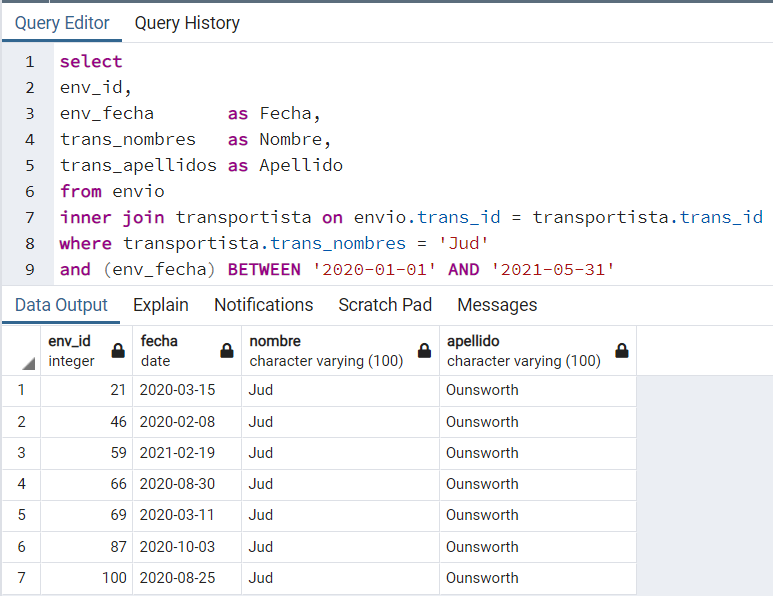 Query Editor Query History
1 select
2 env_id,
3 env_fecha as Fecha,
4 trans_nombres as Nombre,
5 trans_apellidos as Apellido
6 from envio
7 inner join transportista on envio.trans_id = transportista.trans_id
8 where transportista.trans_nombres = 'Jud'
9 and (env_fecha) BETWEEN '2020-01-01' AND '2021-05-31'
Data Output Explain Notifications Scratch Pad Messages
env_id fecha nombre apellido
integer date character varying (100) character varying (100)
1 21 2020-03-15 Jud Ounsworth
2 46 2020-02-08 Jud Ounsworth
3 59 2021-02-19 Jud Ounsworth
4 66 2020-08-30 Jud Ounsworth
5 69 2020-03-11 Jud Ounsworth
6 87 2020-10-03 Jud Ounsworth
7 100 2020-08-25 Jud Ounsworth